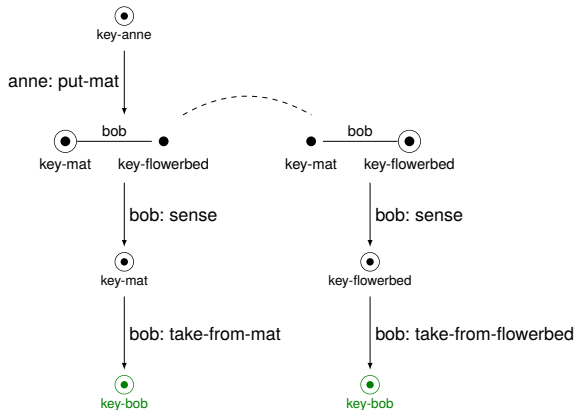 key-anne
anne: put-mat
bob
bob
key-mat
key-flowerbed
key-mat
key-flowerbed
bob: sense
bob: sense
key-mat
key-flowerbed
bob: take-from-mat
bob: take-from-flowerbed
key-bob
key-bob